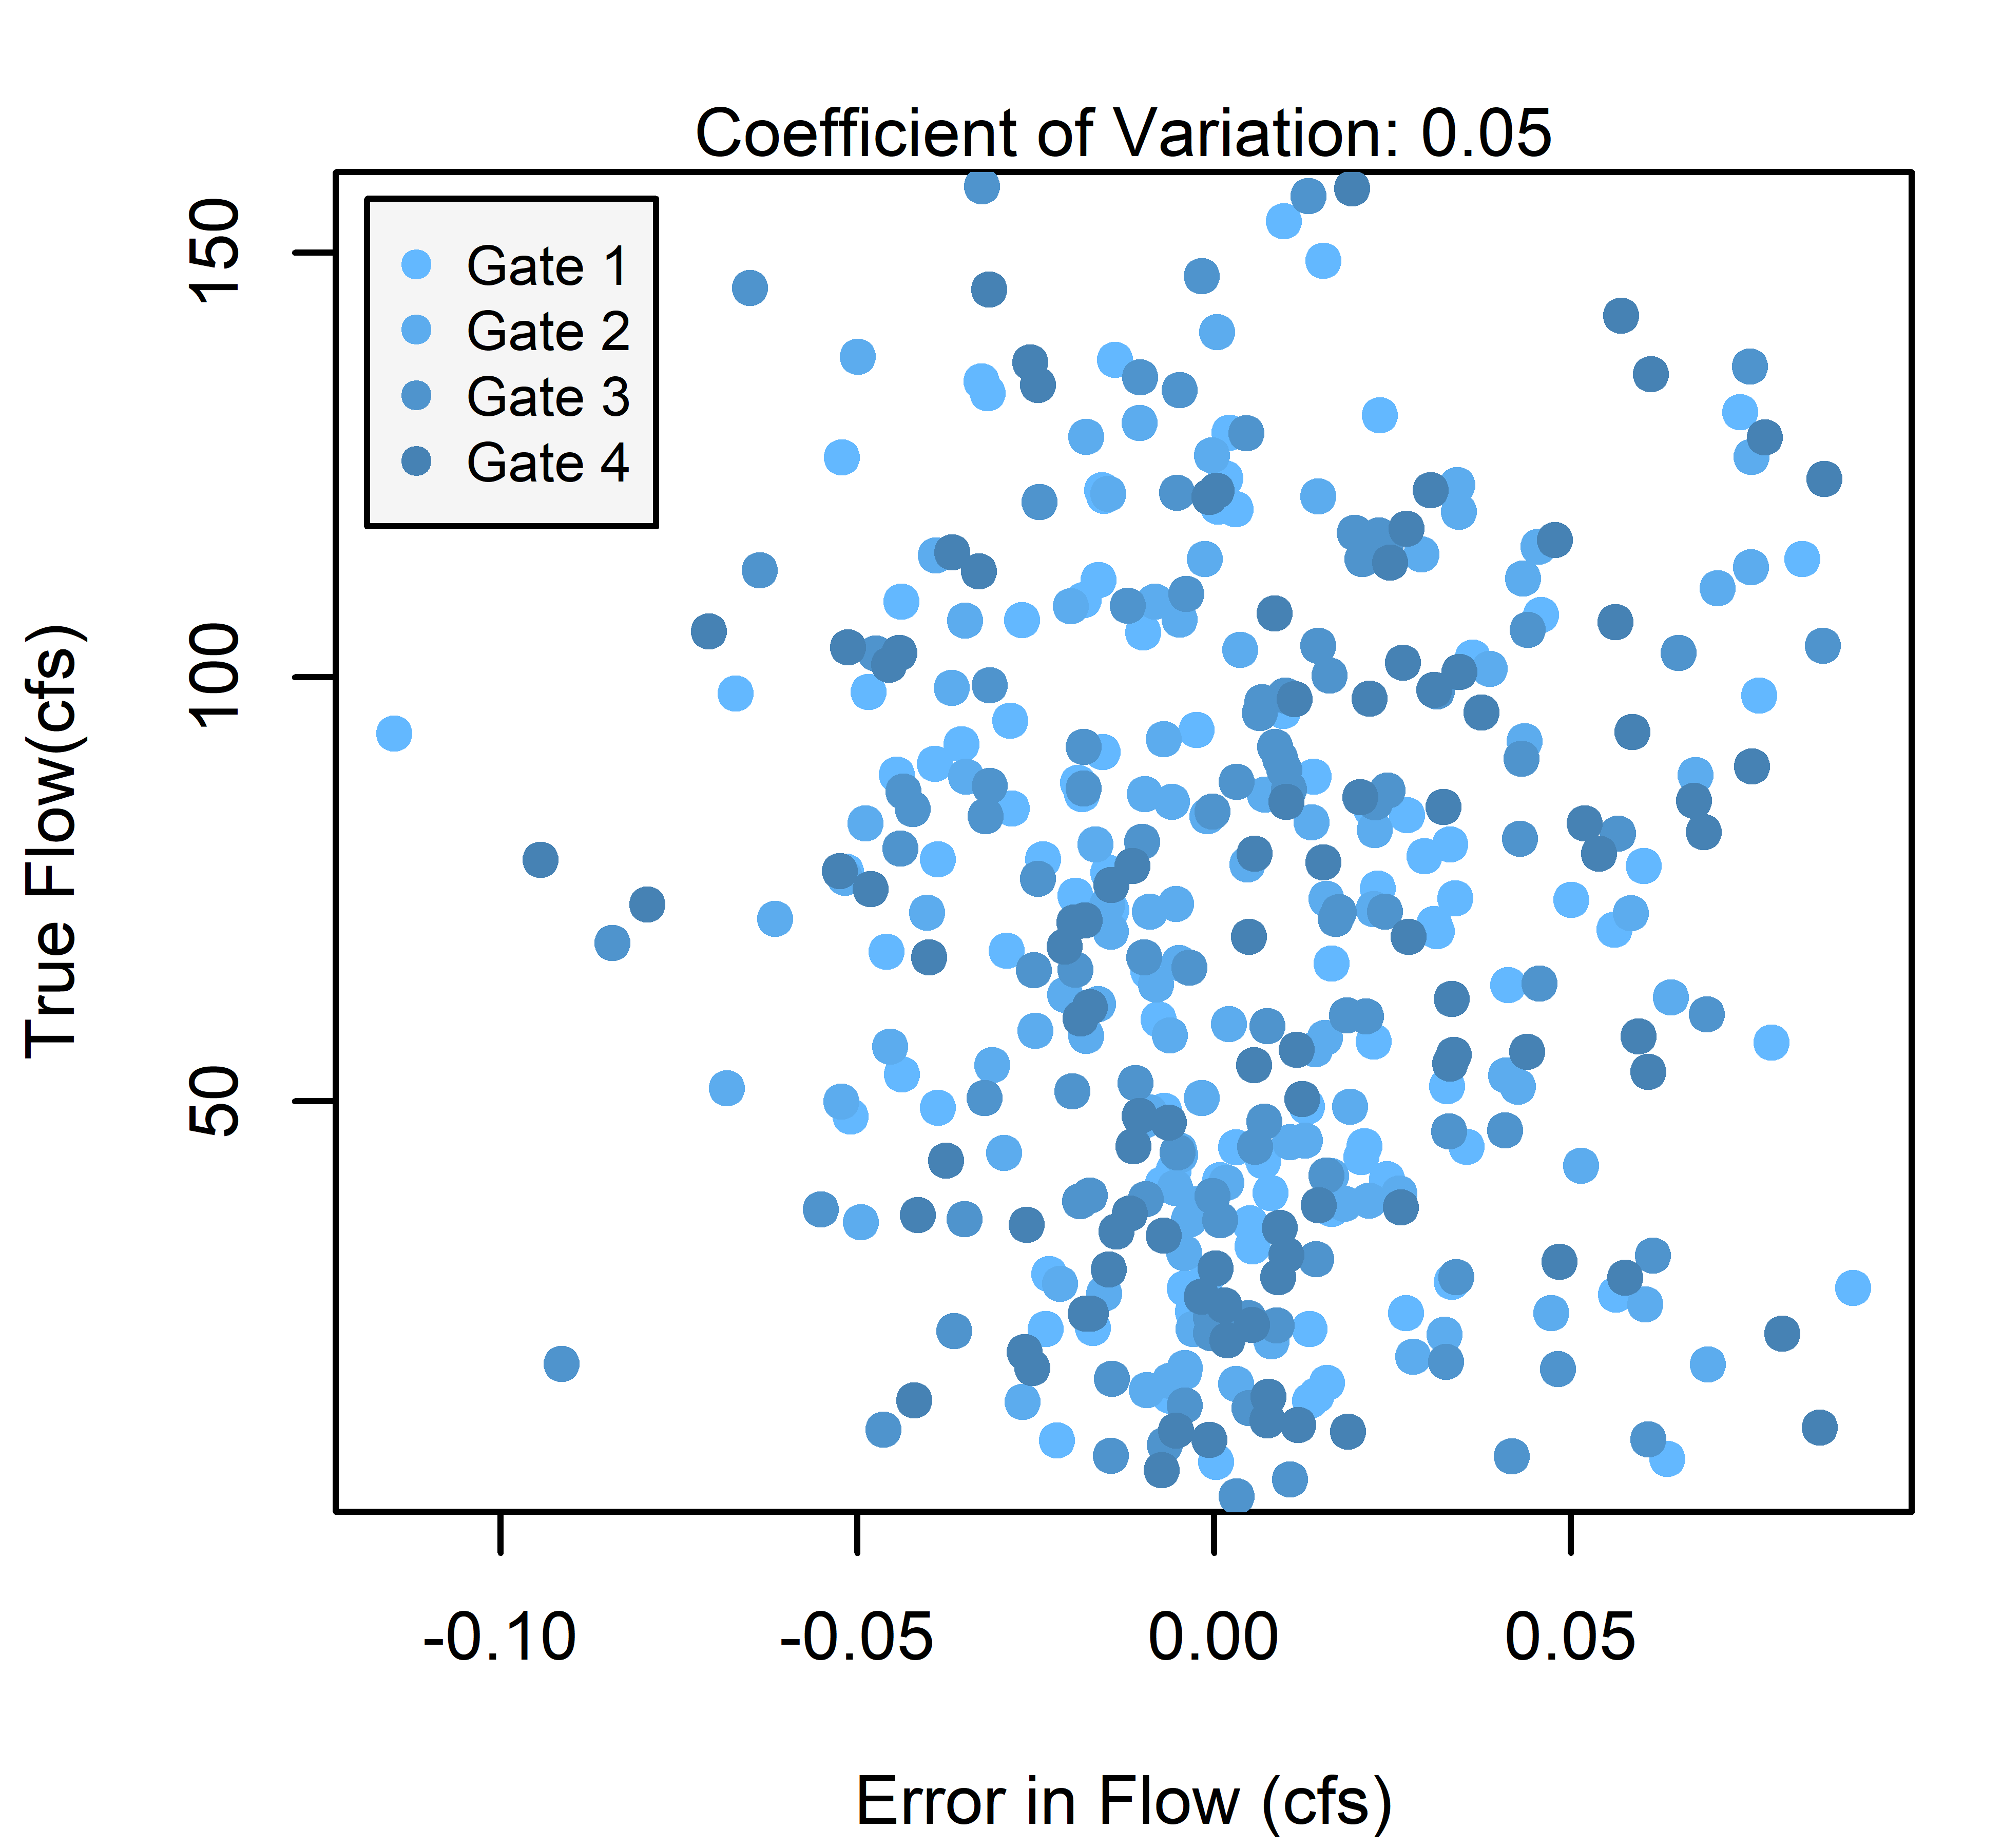 Coefficient of Variation: 0.05
Gate 1
Gate 2
Gate 3
Gate 4
True Flow(cfs)
150
100
50
-0.10 -0.05 0.00 0.05
Error in Flow (cfs)